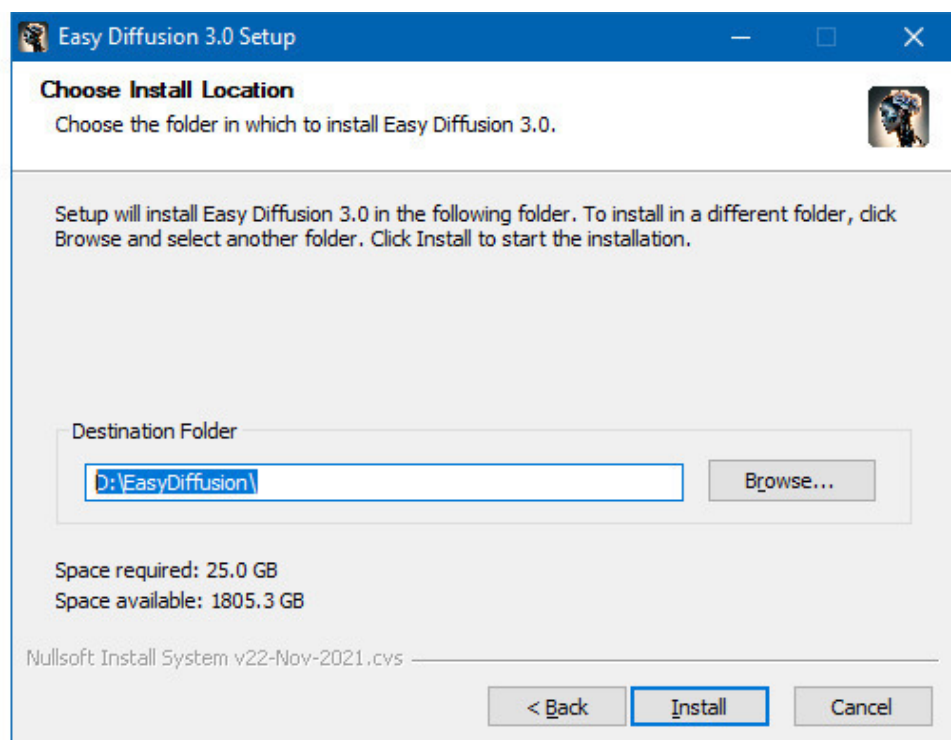 Easy Diffusion 3.0 Setup
Choose Install Location
Choose the folder in which to install Easy Diffusion 3.0.
Setup will install Easy Diffusion 3.0 in the following folder. To install in a different folder, click
Browse and select another folder. Click Install to start the installation.
Destination Folder
D:\EasyDiffusion\
Browse...
Space required: 25.0 GB
Space available: 1805.3 GB
Nullsoft Install System v22-Nov-2021.cvs
< Back
Install
Cancel